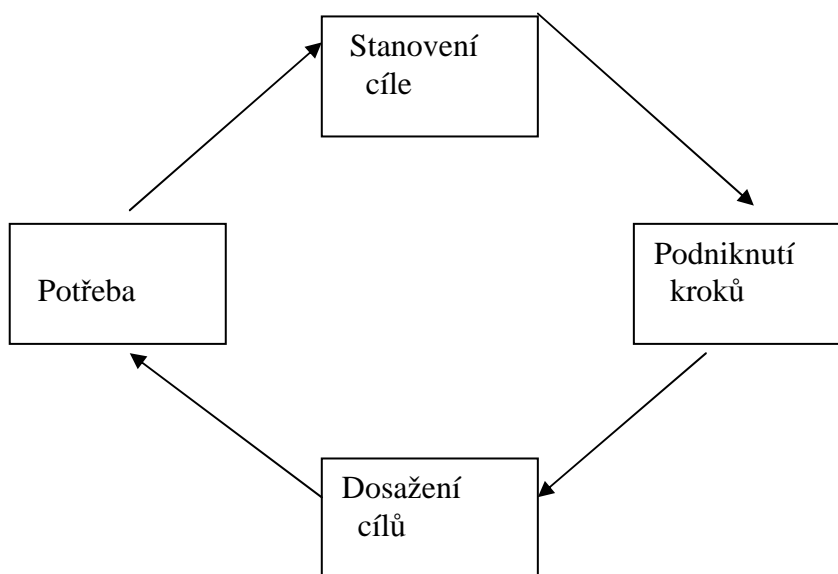 Stanovení
cíle
Potřeba
Podniknutí
kroků
Dosažení
cílů